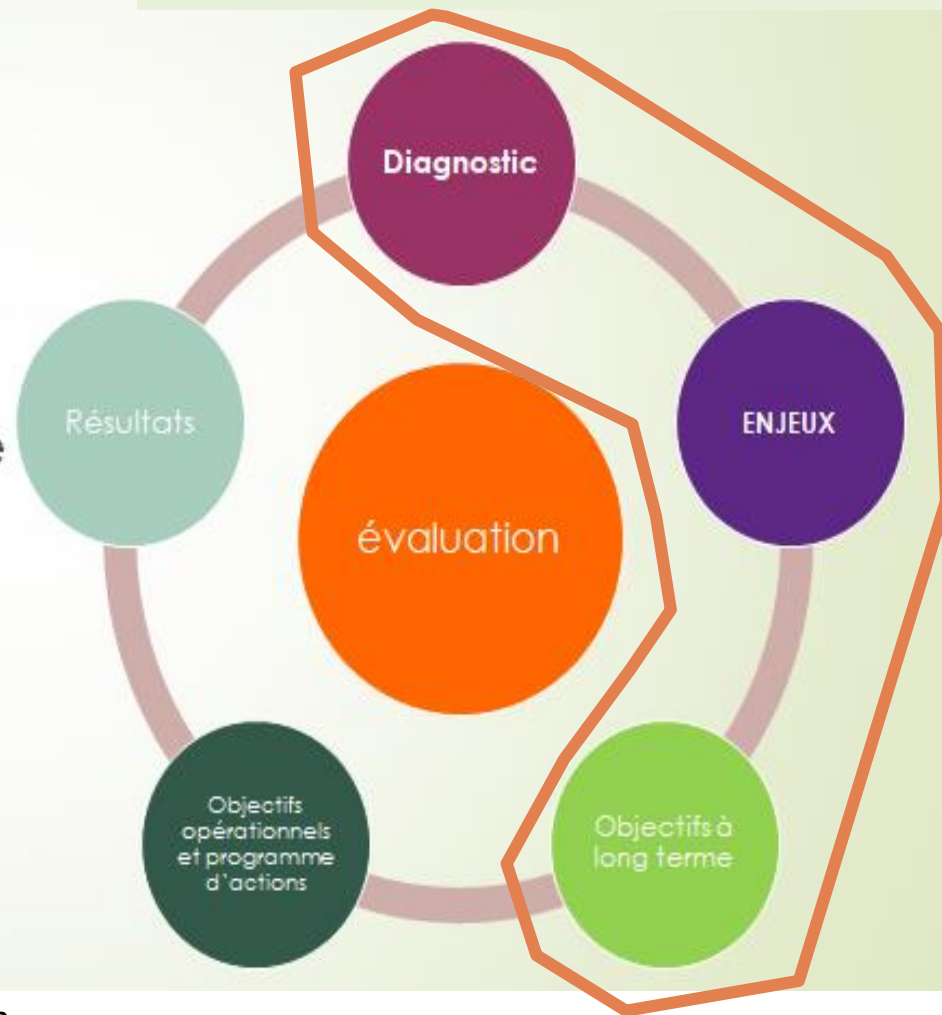 Diagnostic
ENJEUX
Objectifs à
long terme
Objectifs
opérationnels
et programme
d'actions
Résultats
évaluation